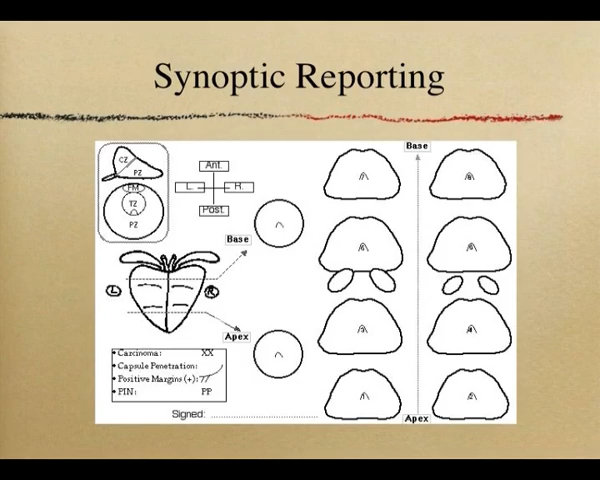 Synoptic Reporting
CZ
PZ
FM
TZ
PZ
Ant.
L. R.
Post.
Base
L R
Apex
• Carcinoma: XX
• Capsule Penetration:
• Positive Margins (+): 77
• PIN: PP
Signed:
Base
Apex